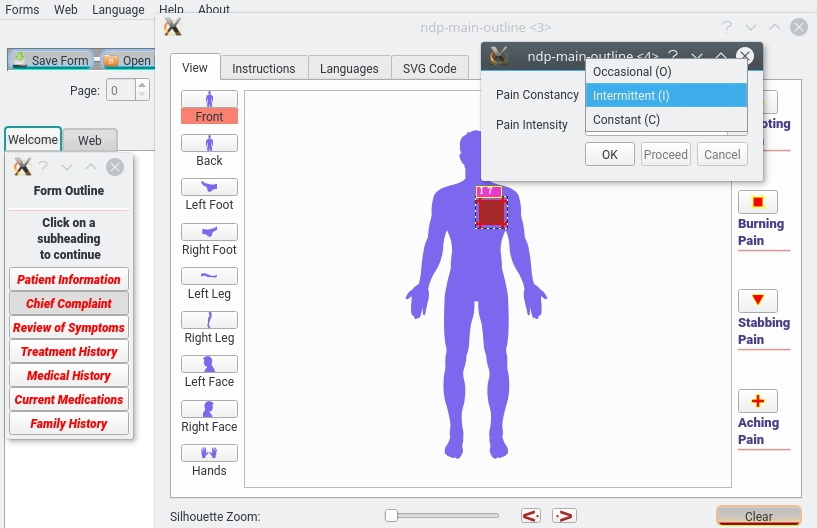 Forms Web Language Help About
ndp-main-outline <3>
ndp-main-outline <4>
Save Form
Open
Page: 0
View Instructions Languages SVG Code
Occasional (O)
Pain Constancy
Intermittent (I)
Pain Intensity
Constant (C)
OK Proceed Cancel
Welcome Web
Form Outline
Click on a
subheading
to continue
Patient Information
Chief Complaint
Review of Symptoms
Treatment History
Medical History
Current Medications
Family History
Front
Back
Left Foot
Right Foot
Left Leg
Right Leg
Left Face
Right Face
Hands
Burning
Pain
Stabbing
Pain
Aching
Pain
Silhouette Zoom:
Clear